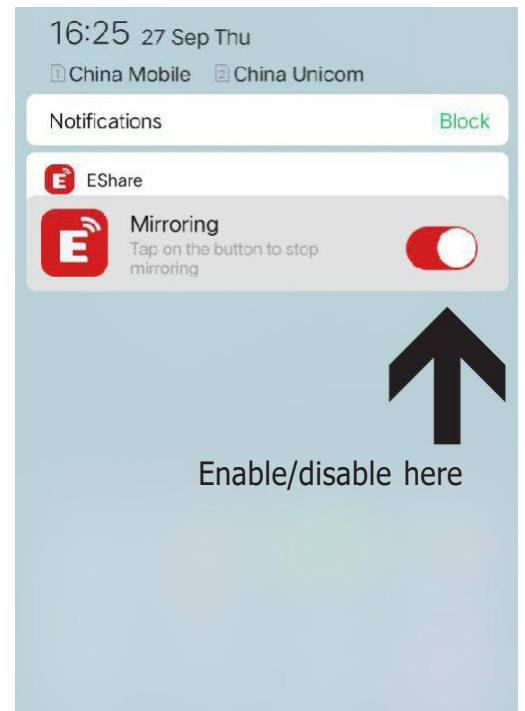 16:25 27 Sep Thu
1 China Mobile 2 China Unicom
Notifications Block
E EShare
E Mirroring
Tap on the button to stop
mirroring
Enable/disable here